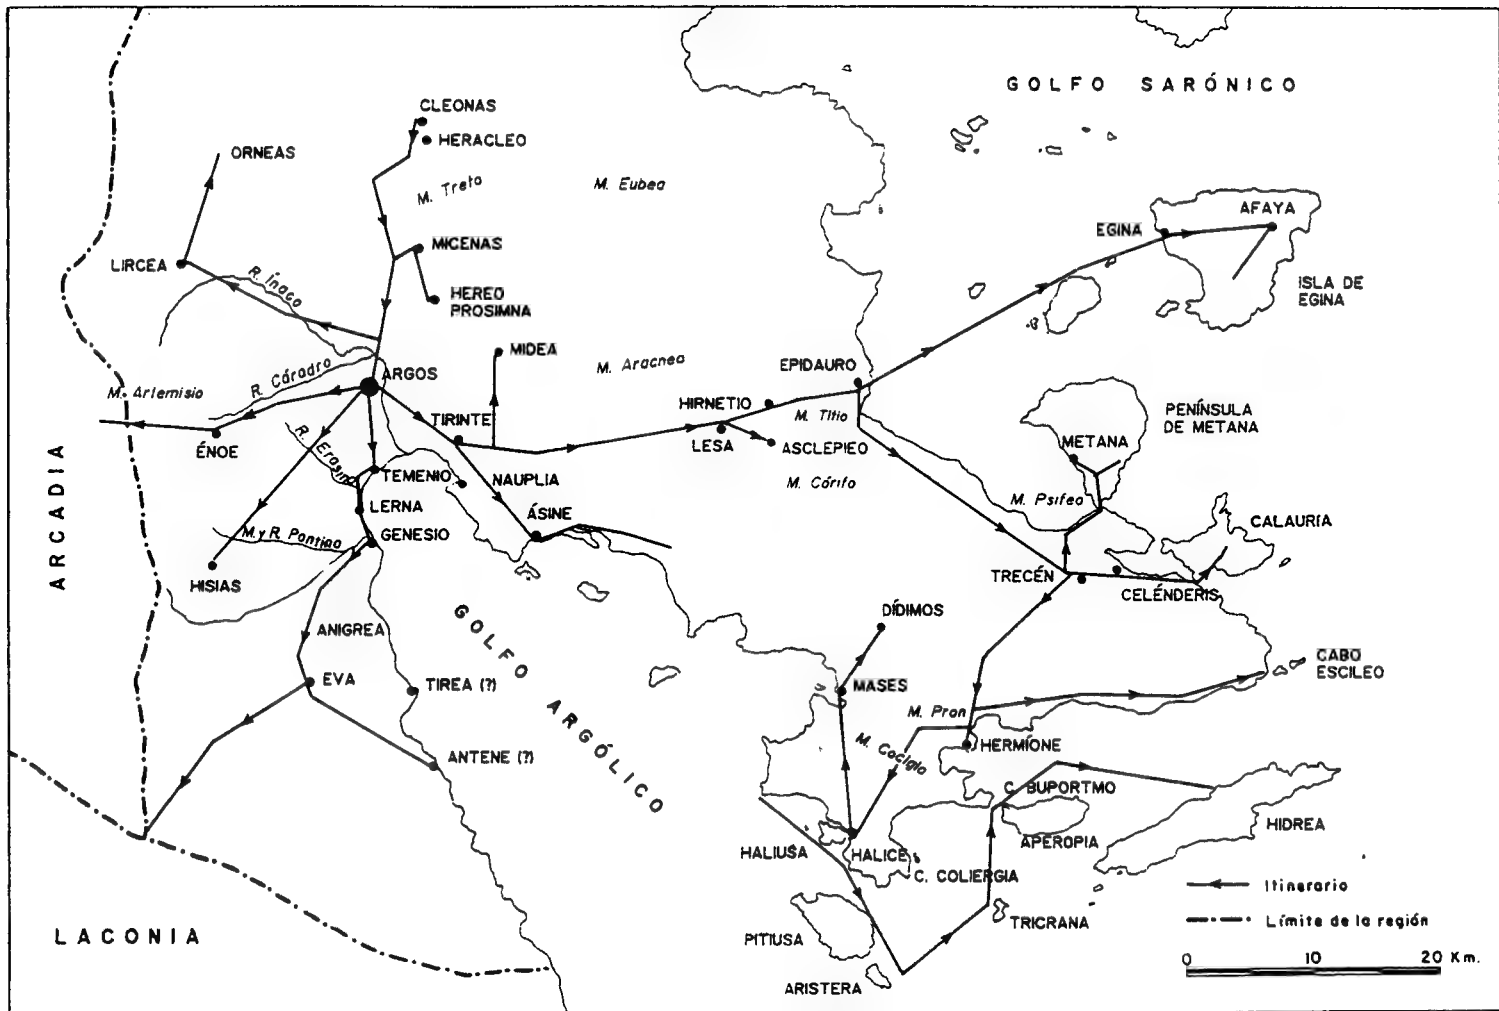 GOLFO SARÓNICO
CLEONAS
HERACLEO
ORNEAS
M. Treto
M. Eubea
AFAYA
EGINA
MICENAS
LIRCEA
R. Ínaco
HEREO
PROSIMNA
ISLA DE
EGINA
MIDEA
M. Aracneo
EPIDAURO
ARGOS
R. Cáradro
M. Artemisio
HIRNETIO
M. Titio
PENÍNSULA
DE METANA
TIRINTE
LESA
ASCLEPIEO
METANA
ÉNOE
R. Erasino
TEMENIO
NAUPLIA
M. Córifo
M. Psifeo
ARCADIA
LERNA
ÁSINE
CALAURIA
M. y R. Pontino
GENESIO
HISIAS
TRECÉN
CELÉNDERIS
DÍDIMOS
ANIGREA
GOLFO ARGÓLICO
EVA
TIREA (?)
MASES
CABO
ESCILEO
M. Pron
HERMÍONE
M. Cocigio
ANTENE (?)
C. BUPORTMO
HIDREA
APEROPIA
HALIUSA
HALICE
C. COLIERGIA
Itinerario
TRICRANA
Límite de la región
LACONIA
PITIUSA
0 10 20 Km.
ARISTERA